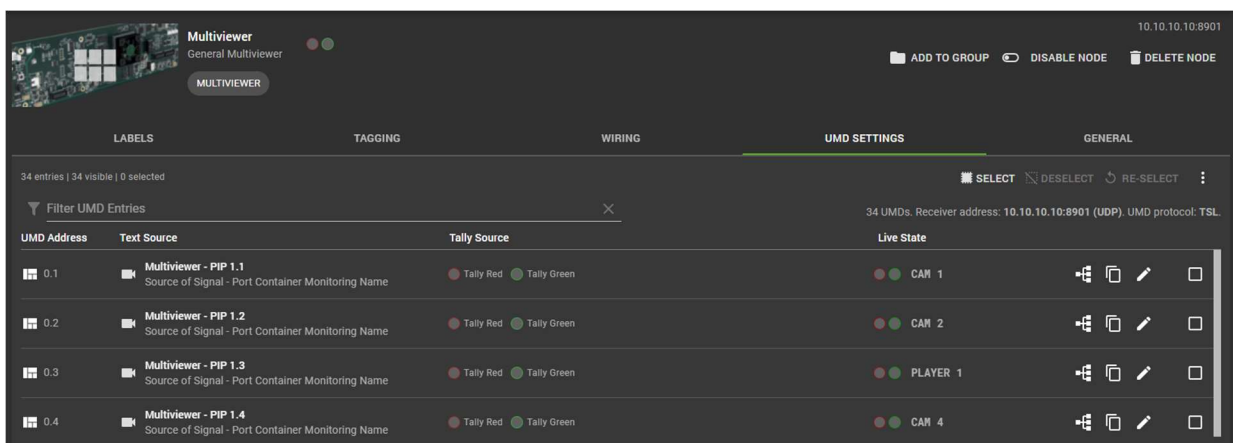 10.10.10.10:8901
Multiviewer
General Multiviewer
MULTIVIEWER
ADD TO GROUP DISABLE NODE DELETE NODE
LABELS TAGGING WIRING UMD SETTINGS GENERAL
34 entries | 34 visible | 0 selected
SELECT DESELECT RE-SELECT
Filter UMD Entries
34 UMDs. Receiver address: 10.10.10.10:8901 (UDP). UMD protocol: TSL.
UMD Address Text Source Tally Source Live State
0.1 Multiviewer - PIP 1.1 Tally Red Tally Green CAM 1
Source of Signal - Port Container Monitoring Name
0.2 Multiviewer - PIP 1.2 Tally Red Tally Green CAM 2
Source of Signal - Port Container Monitoring Name
0.3 Multiviewer - PIP 1.3 Tally Red Tally Green PLAYER 1
Source of Signal - Port Container Monitoring Name
0.4 Multiviewer - PIP 1.4 Tally Red Tally Green CAM 4
Source of Signal - Port Container Monitoring Name